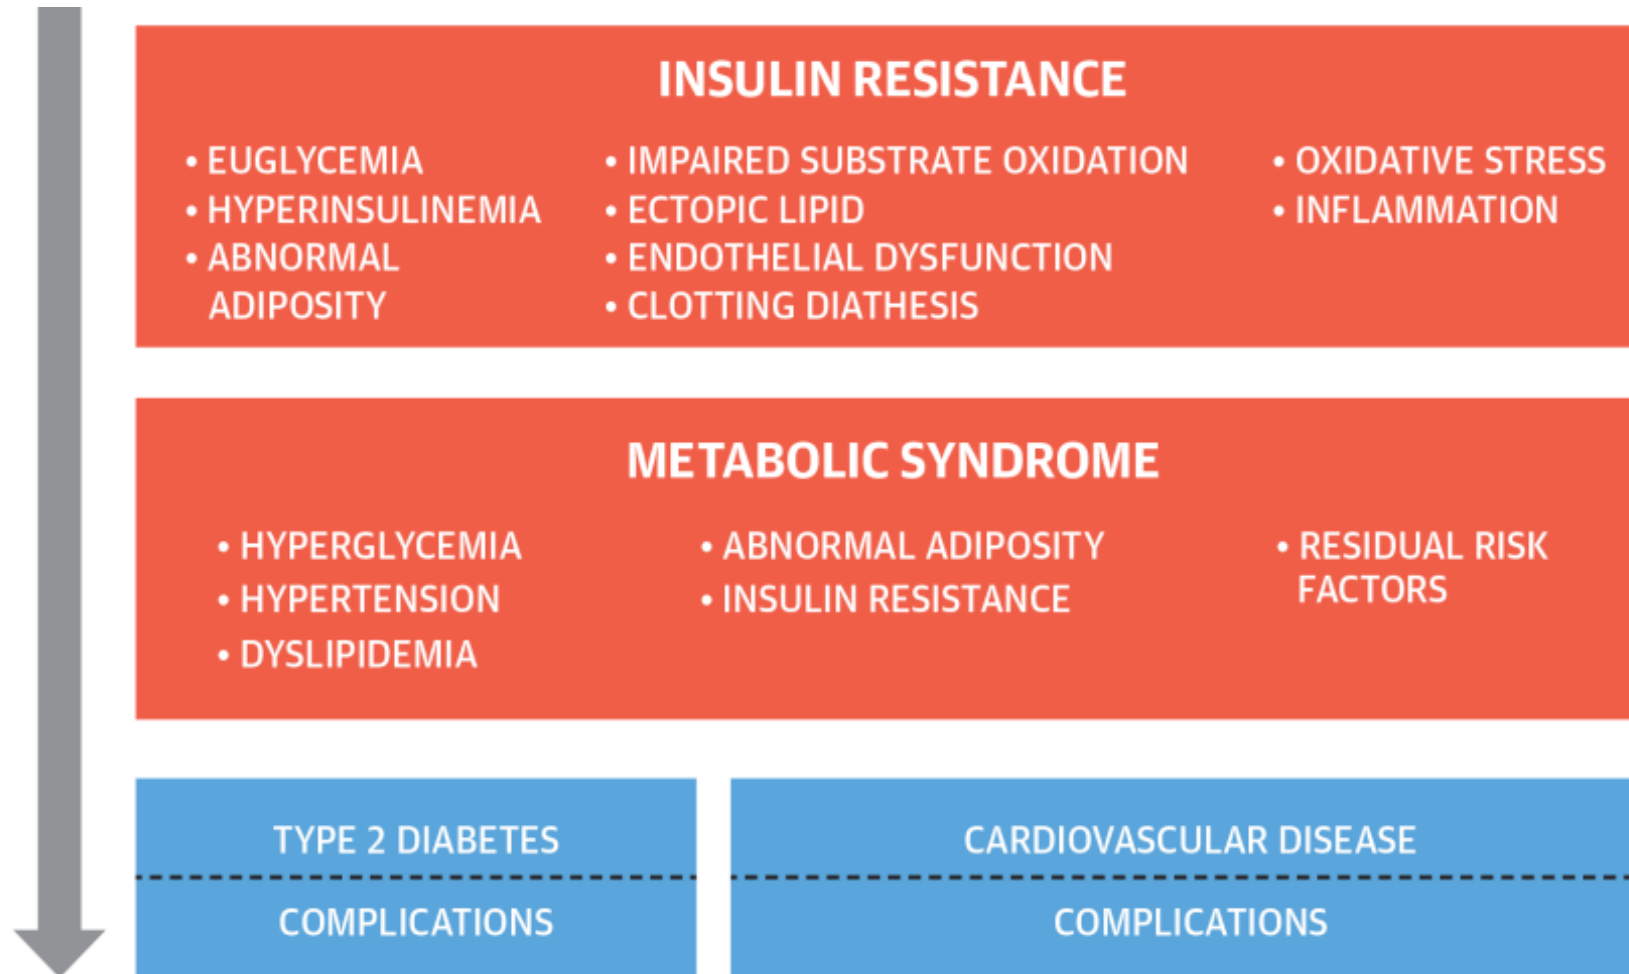 INSULIN RESISTANCE
• EUGLYCEMIA
• HYPERINSULINEMIA
• ABNORMAL
ADIPOSITY
• IMPAIRED SUBSTRATE OXIDATION
• ECTOPIC LIPID
• ENDOTHELIAL DYSFUNCTION
• CLOTTING DIATHESIS
• OXIDATIVE STRESS
• INFLAMMATION
METABOLIC SYNDROME
• HYPERGLYCEMIA
• HYPERTENSION
• DYSLIPIDEMIA
• ABNORMAL ADIPOSITY
• INSULIN RESISTANCE
• RESIDUAL RISK
FACTORS
TYPE 2 DIABETES
COMPLICATIONS
CARDIOVASCULAR DISEASE
COMPLICATIONS